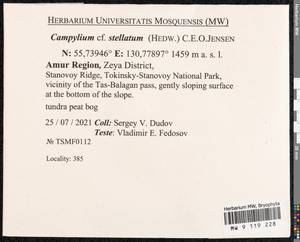 HERBARIUM UNIVERSITATIS MOSQUENSIS (MW)
Campylium cf. stellatum (HEDW.) C.E.O.JENSEN
N: 55,73946° E: 130,77897° 1459 m a. s. l.
Amur Region, Zeya District,
Stanovoy Ridge, Tokinsky-Stanovoy National Park,
vicinity of the Tas-Balagan pass, gently sloping surface
at the bottom of the slope.
tundra peat bog
25 / 07 / 2021 Coll: Sergey V. Dudov
Teste: Vladimir E. Fedosov
№ TSMF0112
Locality: 385
Herbarium MW, Bryophyta
MW 9 119 228